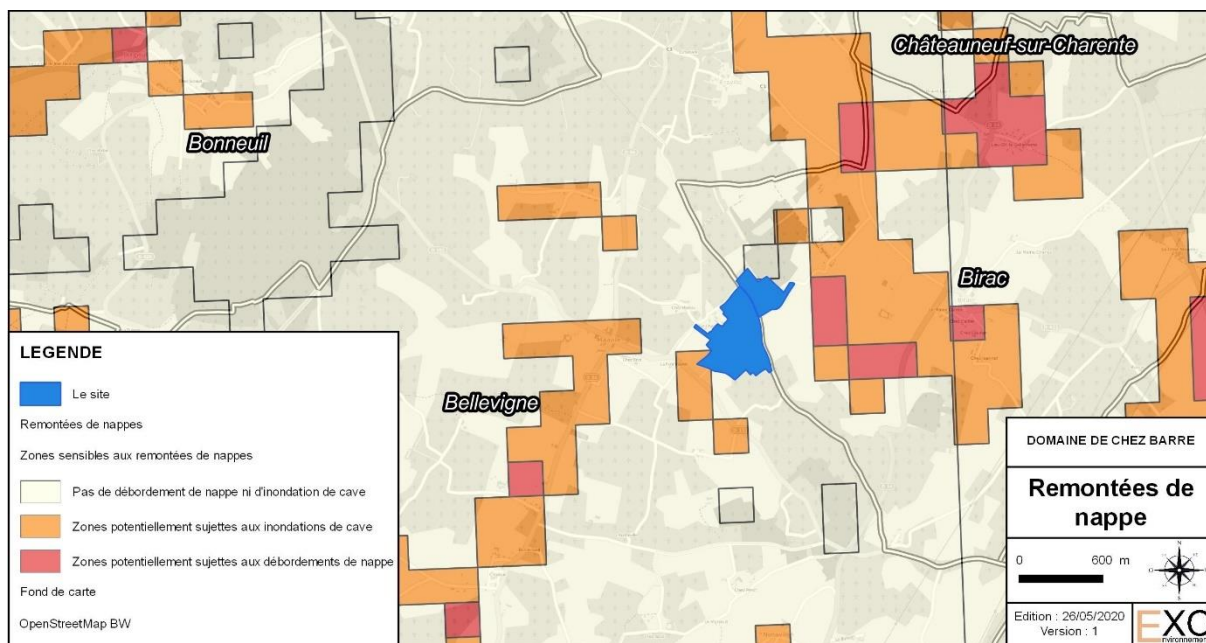 Châteauneuf-sur-Charente
Bonneuil
Birac
Bellevigne
LEGENDE
Le site
Remontées de nappes
Zones sensibles aux remontées de nappes
Pas de débordement de nappe ni d'inondation de cave
Zones potentiellement sujettes aux inondations de cave
Zones potentiellement sujettes aux débordements de nappe
Fond de carte
OpenStreetMap BW
DOMAINE DE CHEZ BARRE
Remontées de
nappe
0 600 m
N
O E
S
Edition : 26/05/2020
Version : 1
EXO
Environnement